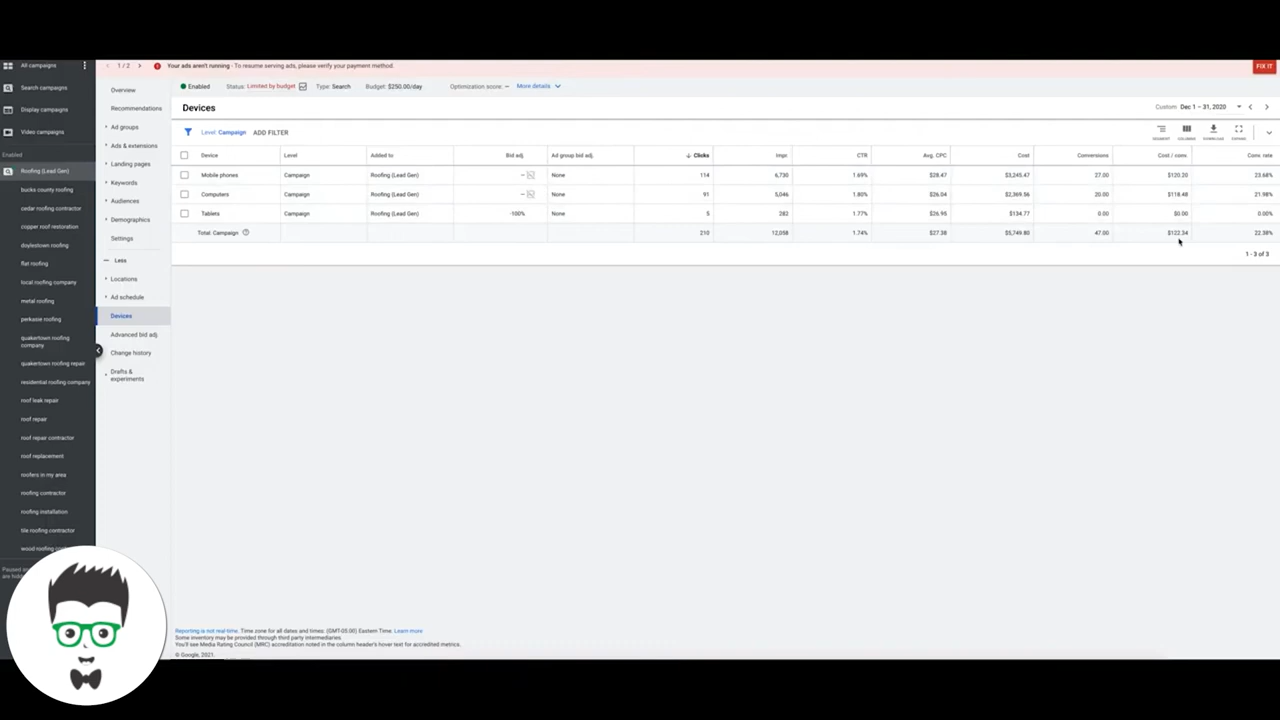 All campaigns
1 / 2
Your ads aren't running - To resume serving ads, please verify your payment method.
FIX IT
Search campaigns
Display campaigns
Video campaigns
Enabled
Roofing (Lead Gen)
bucks county roofing
cedar roofing contractor
copper roof restoration
doylestown roofing
flat roofing
local roofing company
metal roofing
perkasie roofing
quakertown roofing
company
quakertown roofing repair
residential roofing company
roof leak repair
roof repair
roof repair contractor
roof replacement
roofers in my area
roofing contractor
roofing installation
tile roofing contractor
wood roofing
Overview
Recommendations
Ad groups
Ads & extensions
Landing pages
Keywords
Audiences
Demographics
Settings
Less
Locations
Ad schedule
Devices
Advanced bid adj.
Change history
Drafts &
experiments
Enabled Status: Limited by budget Type: Search Budget: $250.00/day Optimization score: – More details
Devices
Custom Dec 1 – 31, 2020
Level: Campaign ADD FILTER
SEGMENT COLUMNS DOWNLOAD EXPAND
Device Level Added to Bid adj. Ad group bid adj. Clicks Impr. CTR Avg. CPC Cost Conversions Cost / conv. Conv. rate
Mobile phones Campaign Roofing (Lead Gen) – None 114 6,730 1.69% $28.47 $3,245.47 27.00 $120.20 23.68%
Computers Campaign Roofing (Lead Gen) – None 91 5,046 1.80% $26.04 $2,369.56 20.00 $118.48 21.98%
Tablets Campaign Roofing (Lead Gen) -100% None 5 282 1.77% $26.95 $134.77 0.00 $0.00 0.00%
Total: Campaign 210 12,058 1.74% $27.38 $5,749.80 47.00 $122.34 22.38%
1 - 3 of 3
Reporting is not real-time. Time zone for all dates and times: (GMT-05:00) Eastern Time. Learn more
Some inventory may be provided through third party intermediaries.
You'll see Media Rating Council (MRC) accreditation noted in the column header's hover text for accredited metrics.
© Google, 2021.